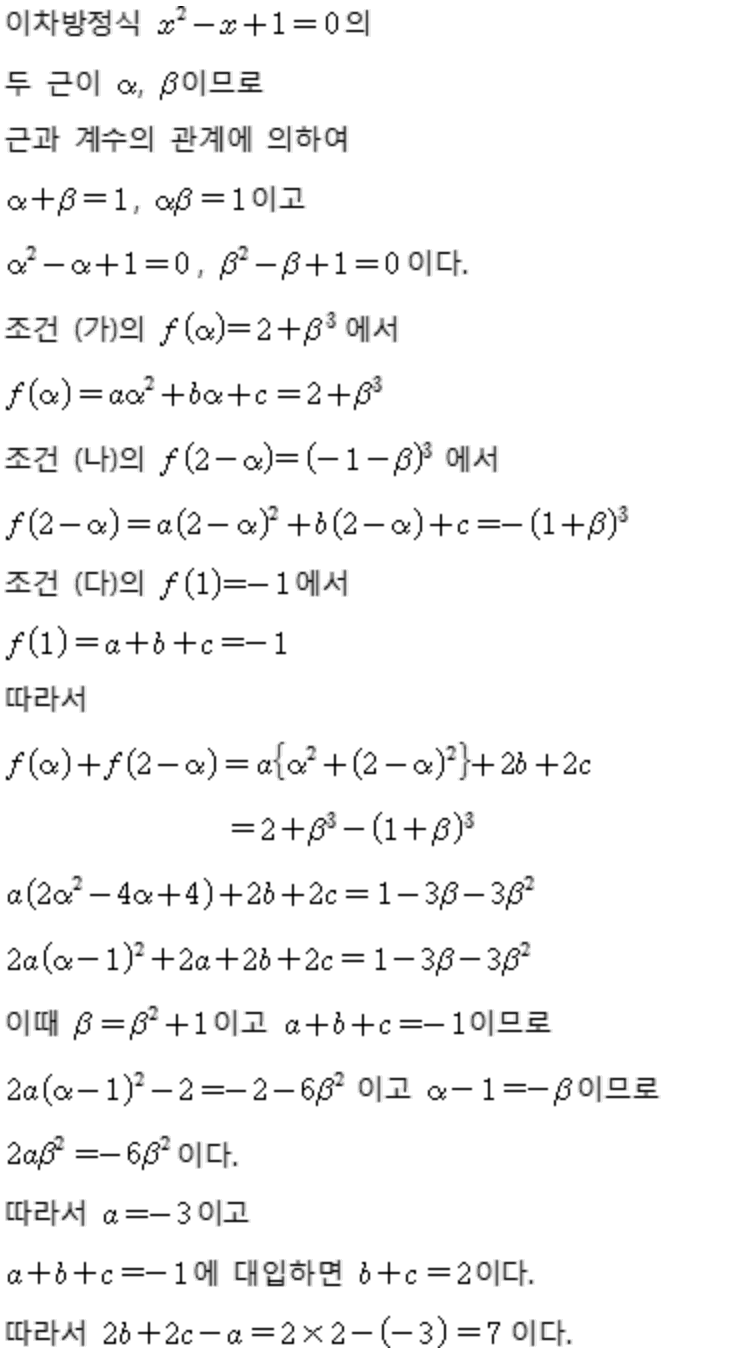 이차방정식 x²−x+1=0의
두 근이 α, β이므로
근과 계수의 관계에 의하여
α+β=1, αβ=1이고
α²−α+1=0, β²−β+1=0이다.
조건 (가)의 f(α)=2+β³에서
f(α)=aα²+bα+c=2+β³
조건 (나)의 f(2−α)=(−1−β)³에서
f(2−α)=a(2−α)²+b(2−α)+c=−(1+β)³
조건 (다)의 f(1)=−1에서
f(1)=a+b+c=−1
따라서
f(α)+f(2−α)=a{α²+(2−α)²}+2b+2c
=2+β³−(1+β)³
a(2α²−4α+4)+2b+2c=1−3β−3β²
2a(α−1)²+2a+2b+2c=1−3β−3β²
이때 β=β²+1이고 a+b+c=−1이므로
2a(α−1)²−2=−2−6β² 이고 α−1=−β이므로
2aβ²=−6β²이다.
따라서 a=−3이고
a+b+c=−1에 대입하면 b+c=2이다.
따라서 2b+2c−a=2×2−(−3)=7 이다.